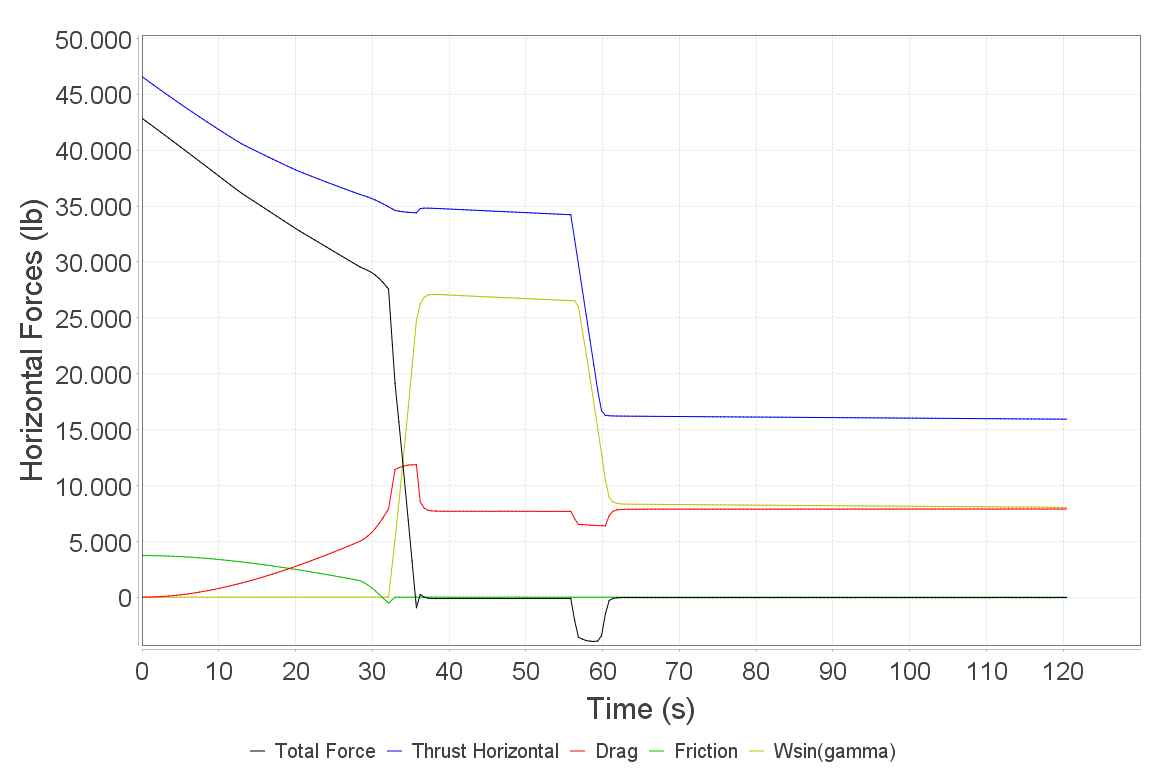 50.000
45.000
40.000
35.000
30.000
25.000
20.000
15.000
10.000
5.000
0
Horizontal Forces (lb)
0 10 20 30 40 50 60 70 80 90 100 110 120
Time (s)
Total Force Thrust Horizontal Drag Friction Wsin(gamma)